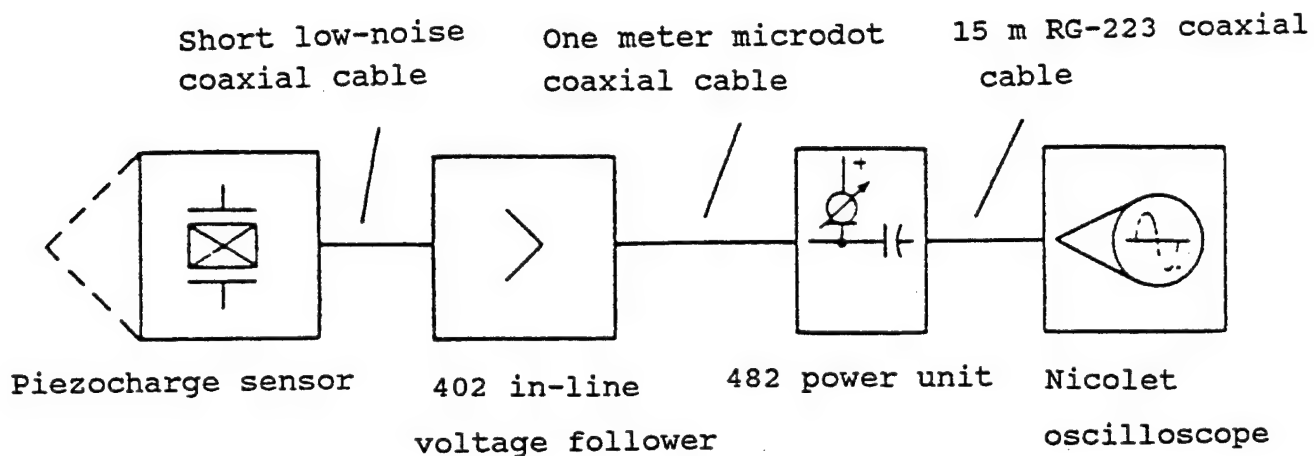 Short low-noise
coaxial cable
One meter microdot
coaxial cable
15 m RG-223 coaxial
cable
+
Piezocharge sensor
402 in-line
voltage follower
482 power unit
Nicolet
oscilloscope